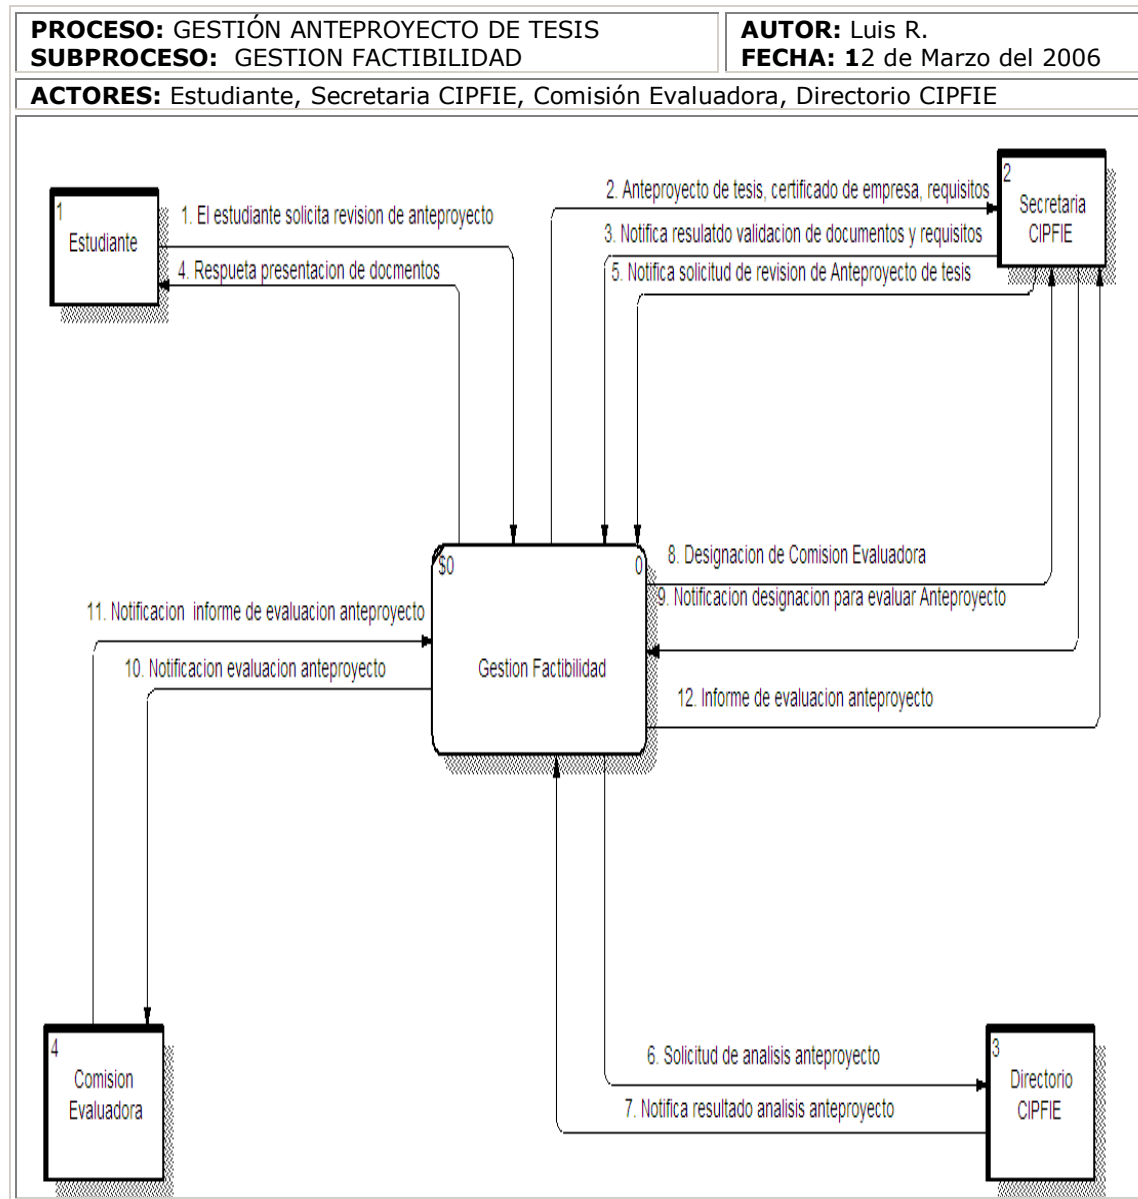 PROCESO: GESTIÓN ANTEPROYECTO DE TESIS
SUBPROCESO: GESTION FACTIBILIDAD
AUTOR: Luis R.
FECHA: 12 de Marzo del 2006
ACTORES: Estudiante, Secretaria CIPFIE, Comisión Evaluadora, Directorio CIPFIE
1
Estudiante
1. El estudiante solicita revision de anteproyecto
4. Respueta presentacion de docmentos
2. Anteproyecto de tesis, certificado de empresa, requisitos
3. Notifica resulatdo validacion de documentos y requisitos
5. Notifica solicitud de revision de Anteproyecto de tesis
2
Secretaria
CIPFIE
$0
0
Gestion Factibilidad
8. Designacion de Comision Evaluadora
9. Notificacion designacion para evaluar Anteproyecto
11. Notificacion informe de evaluacion anteproyecto
10. Notificacion evaluacion anteproyecto
12. Informe de evaluacion anteproyecto
4
Comision
Evaluadora
6. Solicitud de analisis anteproyecto
7. Notifica resultado analisis anteproyecto
3
Directorio
CIPFIE